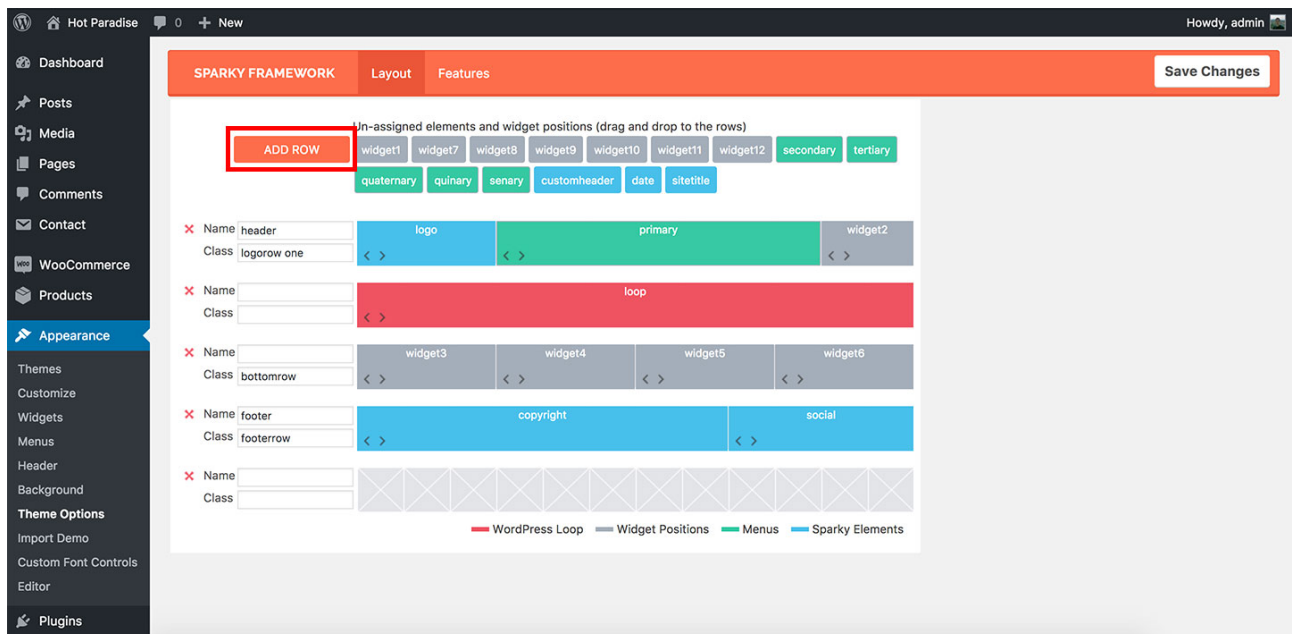 Hot Paradise 0 New Howdy, admin
Dashboard
Posts
Media
Pages
Comments
Contact
WooCommerce
Products
Appearance
Themes
Customize
Widgets
Menus
Header
Background
Theme Options
Import Demo
Custom Font Controls
Editor
Plugins
SPARKY FRAMEWORK Layout Features Save Changes
Un-assigned elements and widget positions (drag and drop to the rows)
ADD ROW widget1 widget7 widget8 widget9 widget10 widget11 widget12 secondary tertiary
quaternary quinary senary customheader date sitetitle
Name header logo primary widget2
Class logorow one
Name loop
Class
Name widget3 widget4 widget5 widget6
Class bottomrow
Name footer copyright social
Class footerrow
Name
Class
WordPress Loop Widget Positions Menus Sparky Elements